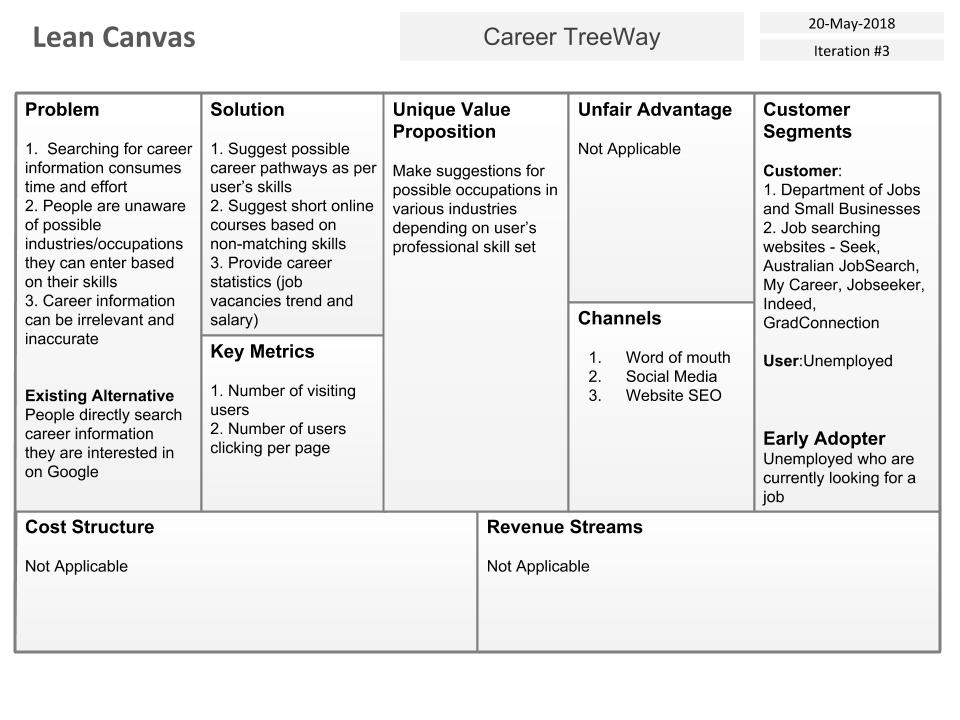 Lean Canvas
Career TreeWay
20-May-2018
Iteration #3
Problem
1. Searching for career
information consumes
time and effort
2. People are unaware
of possible
industries/occupations
they can enter based
on their skills
3. Career information
can be irrelevant and
inaccurate
Existing Alternative
People directly search
career information
they are interested in
on Google
Solution
1. Suggest possible
career pathways as per
user’s skills
2. Suggest short online
courses based on
non-matching skills
3. Provide career
statistics (job
vacancies trend and
salary)
Key Metrics
1. Number of visiting
users
2. Number of users
clicking per page
Unique Value
Proposition
Make suggestions for
possible occupations in
various industries
depending on user’s
professional skill set
Unfair Advantage
Not Applicable
Channels
1. Word of mouth
2. Social Media
3. Website SEO
Customer
Segments
Customer:
1. Department of Jobs
and Small Businesses
2. Job searching
websites - Seek,
Australian JobSearch,
My Career, Jobseeker,
Indeed,
GradConnection
User:Unemployed
Early Adopter
Unemployed who are
currently looking for a
job
Cost Structure
Not Applicable
Revenue Streams
Not Applicable